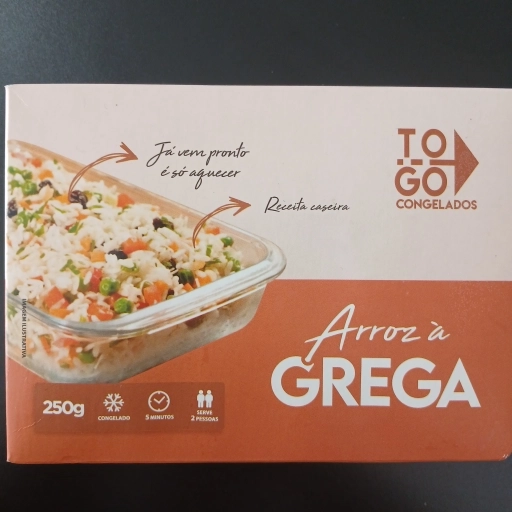 Já vem pronto
é só aquecer
Receita caseira
TO
GO
CONGELADOS
IMAGEM ILUSTRATIVA
Arroz à
GREGA
250g
CONGELADO
5 MINUTOS
SERVE
2 PESSOAS